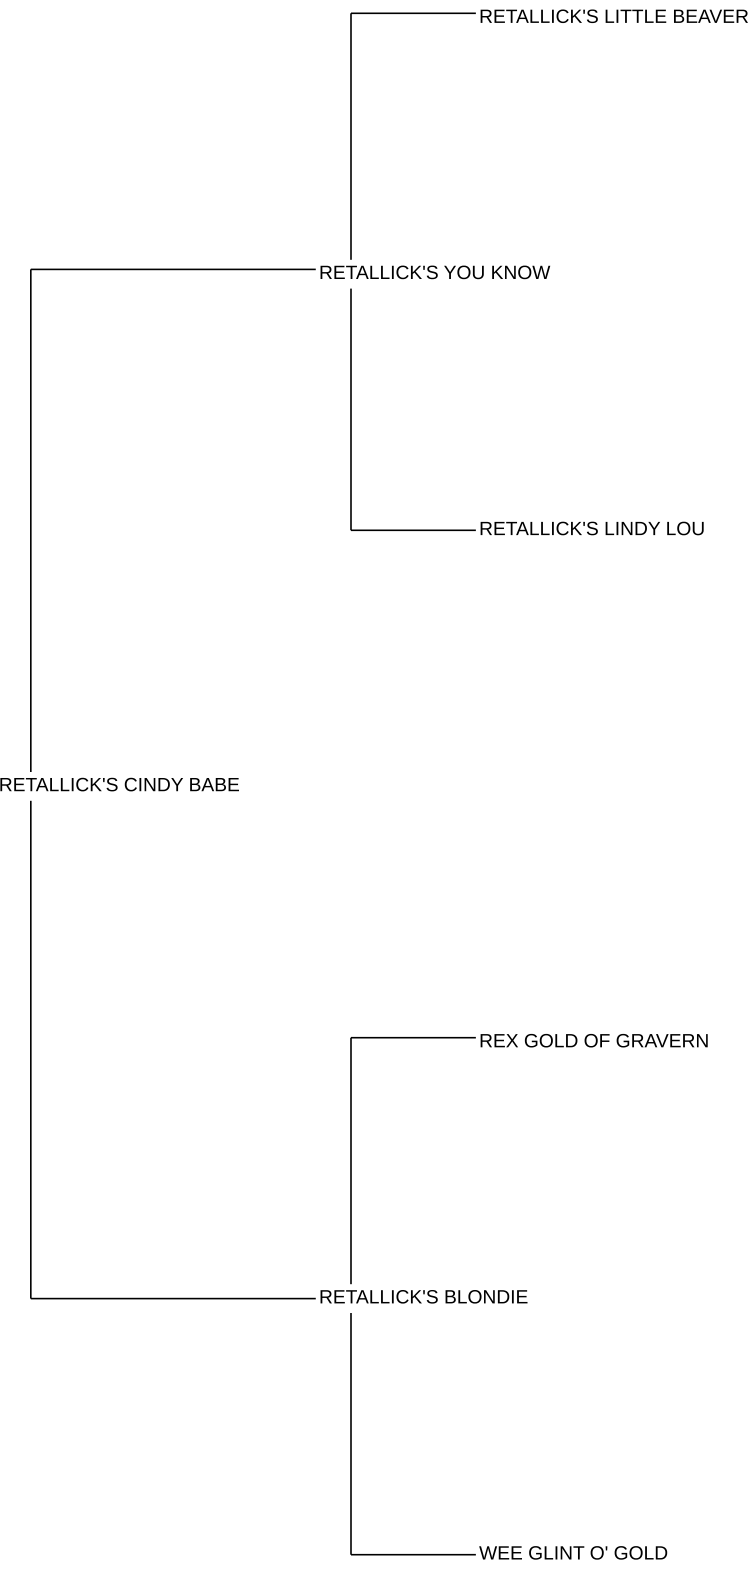 RETALLICK'S LITTLE BEAVER
RETALLICK'S YOU KNOW
RETALLICK'S LINDY LOU
RETALLICK'S CINDY BABE
REX GOLD OF GRAVERN
RETALLICK'S BLONDIE
WEE GLINT O' GOLD